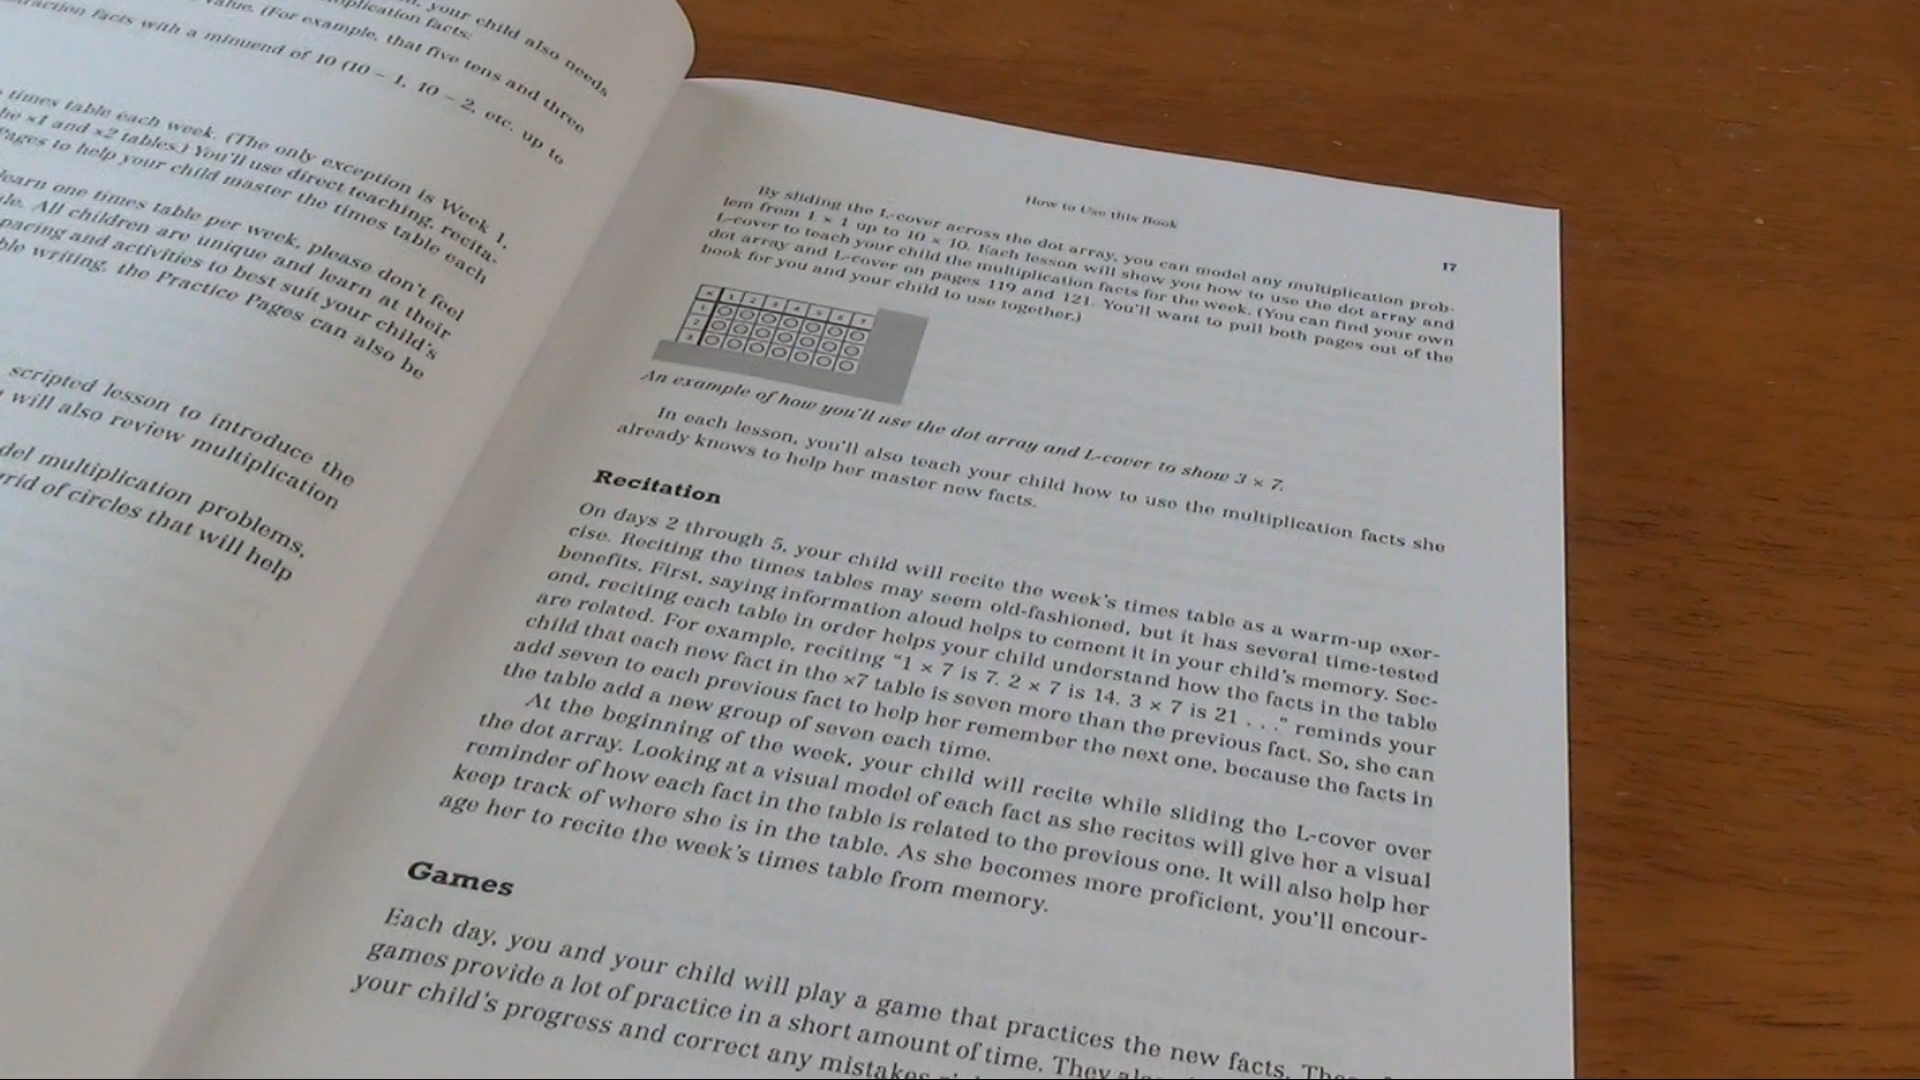 your child also needs
multiplication facts:
value. (For example, that five tens and three
facts with a minuend of 10 (10 – 1, 10 – 2, etc. up to
times table each week. (The only exception is Week 1,
×1 and ×2 tables.) You'll use direct teaching, recita-
Pages to help your child master the times table each
learn one times table per week, please don't feel
All children are unique and learn at their
pacing and activities to best suit your child's
writing, the Practice Pages can also be
scripted lesson to introduce the
will also review multiplication
multiplication problems,
grid of circles that will help
How to Use this Book
17
By sliding the L-cover across the dot array, you can model any multiplication prob-
lem from 1 × 1 up to 10 × 10. Each lesson will show you how to use the dot array and
L-cover to teach your child the multiplication facts for the week. (You can find your own
dot array and L-cover on pages 119 and 121. You'll want to pull both pages out of the
book for you and your child to use together.)
× 1 2 3 4 5 6 7
1
2
3
An example of how you'll use the dot array and L-cover to show 3 × 7.
In each lesson, you'll also teach your child how to use the multiplication facts she
already knows to help her master new facts.
Recitation
On days 2 through 5, your child will recite the week's times table as a warm-up exer-
cise. Reciting the times tables may seem old-fashioned, but it has several time-tested
benefits. First, saying information aloud helps to cement it in your child's memory. Sec-
ond, reciting each table in order helps your child understand how the facts in the table
are related. For example, reciting "1 × 7 is 7. 2 × 7 is 14. 3 × 7 is 21 . . ." reminds your
child that each new fact in the ×7 table is seven more than the previous fact. So, she can
add seven to each previous fact to help her remember the next one, because the facts in
the table add a new group of seven each time.
At the beginning of the week, your child will recite while sliding the L-cover over
the dot array. Looking at a visual model of each fact as she recites will give her a visual
reminder of how each fact in the table is related to the previous one. It will also help her
keep track of where she is in the table. As she becomes more proficient, you'll encour-
age her to recite the week's times table from memory.
Games
Each day, you and your child will play a game that practices the new facts.
games provide a lot of practice in a short amount of time. They
your child's progress and correct any mistakes